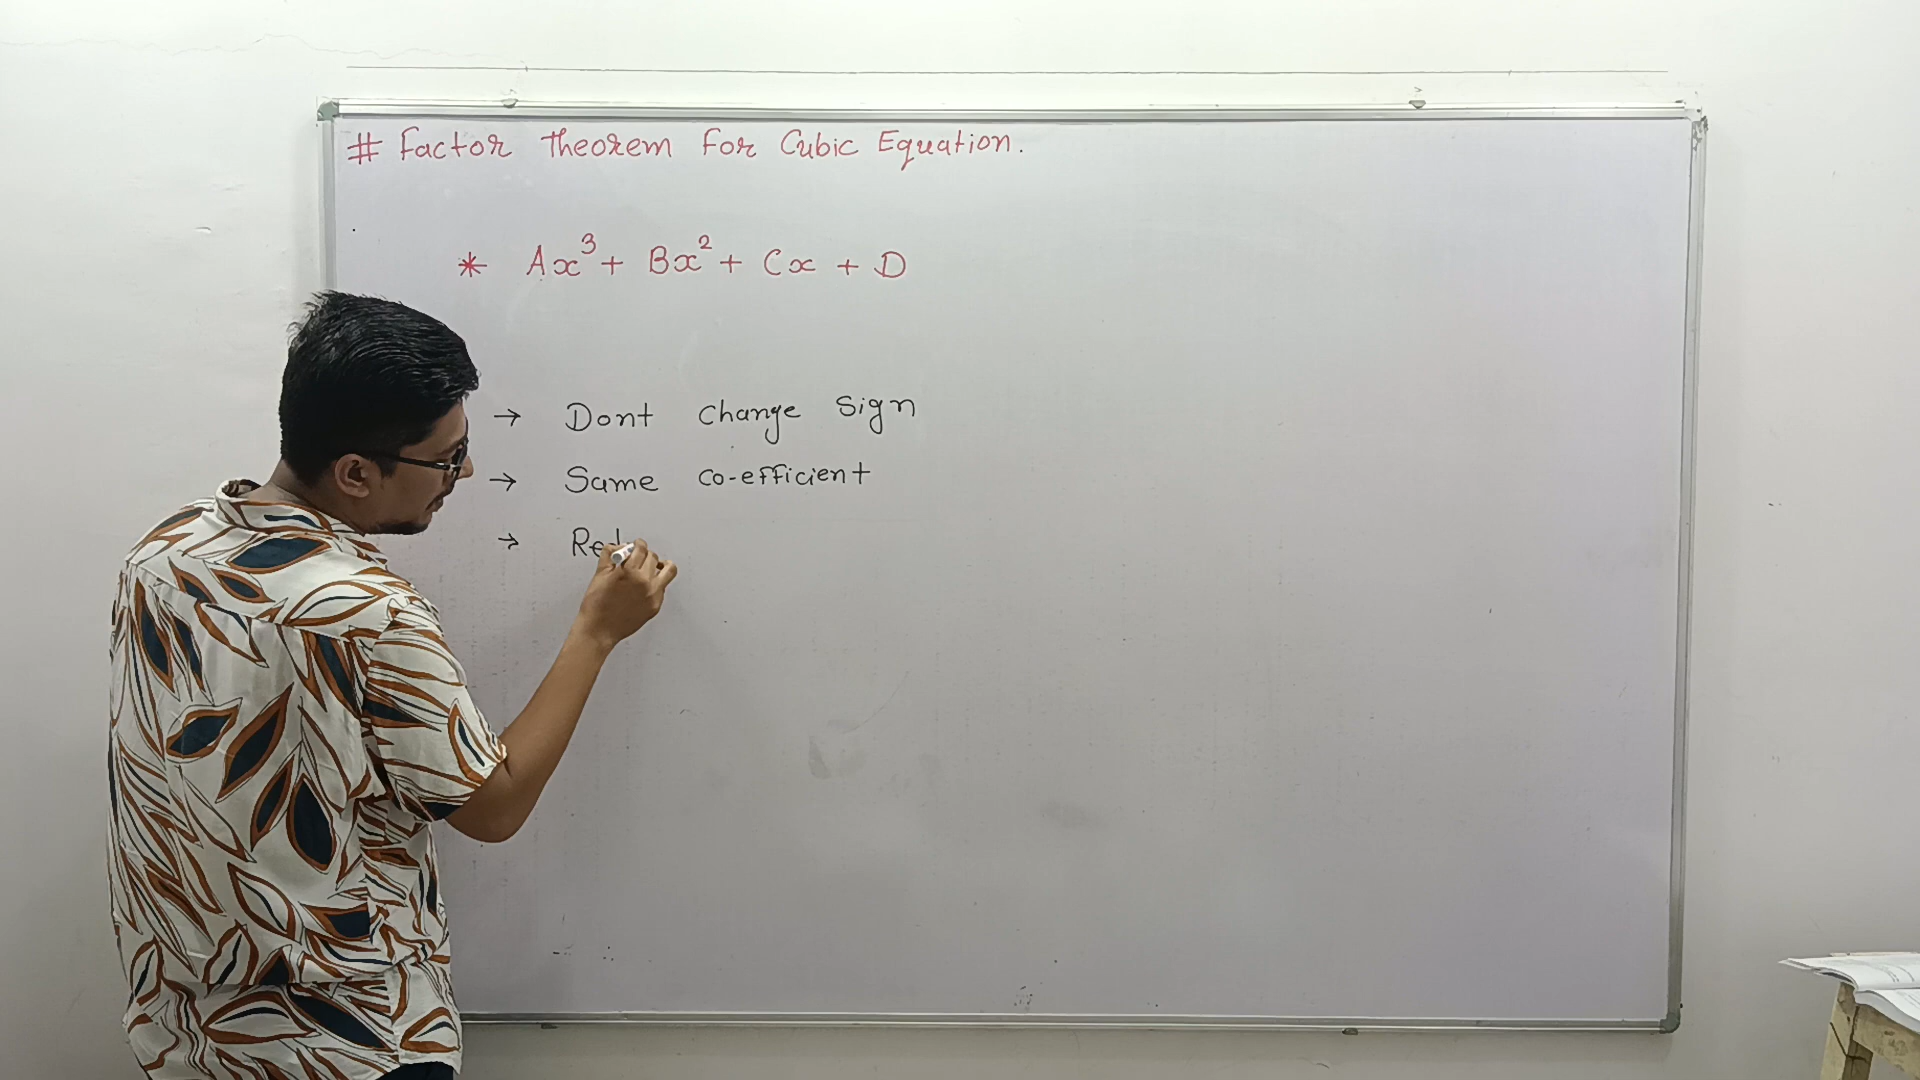 # Factor Theorem For Cubic Equation.
* Ax³ + Bx² + Cx + D
→ Dont change Sign
→ Same co-efficient
→